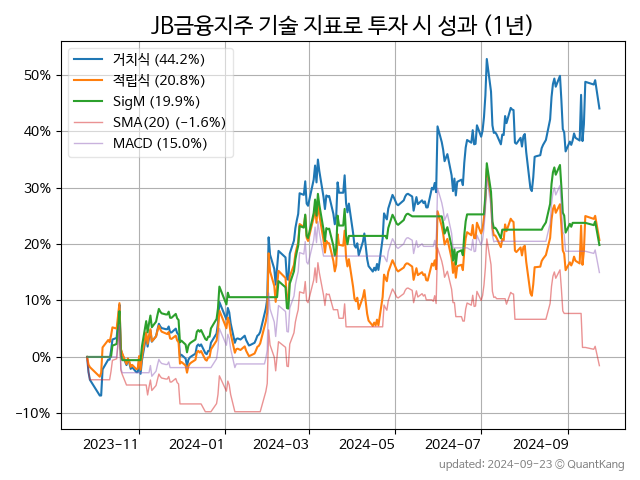 JB금융지주 기술 지표로 투자 시 성과 (1년)
거치식 (44.2%)
적립식 (20.8%)
SigM (19.9%)
SMA(20) (−1.6%)
MACD (15.0%)
50%
40%
30%
20%
10%
0%
−10%
2023-11 2024-01 2024-03 2024-05 2024-07 2024-09
updated: 2024-09-23 © QuantKang